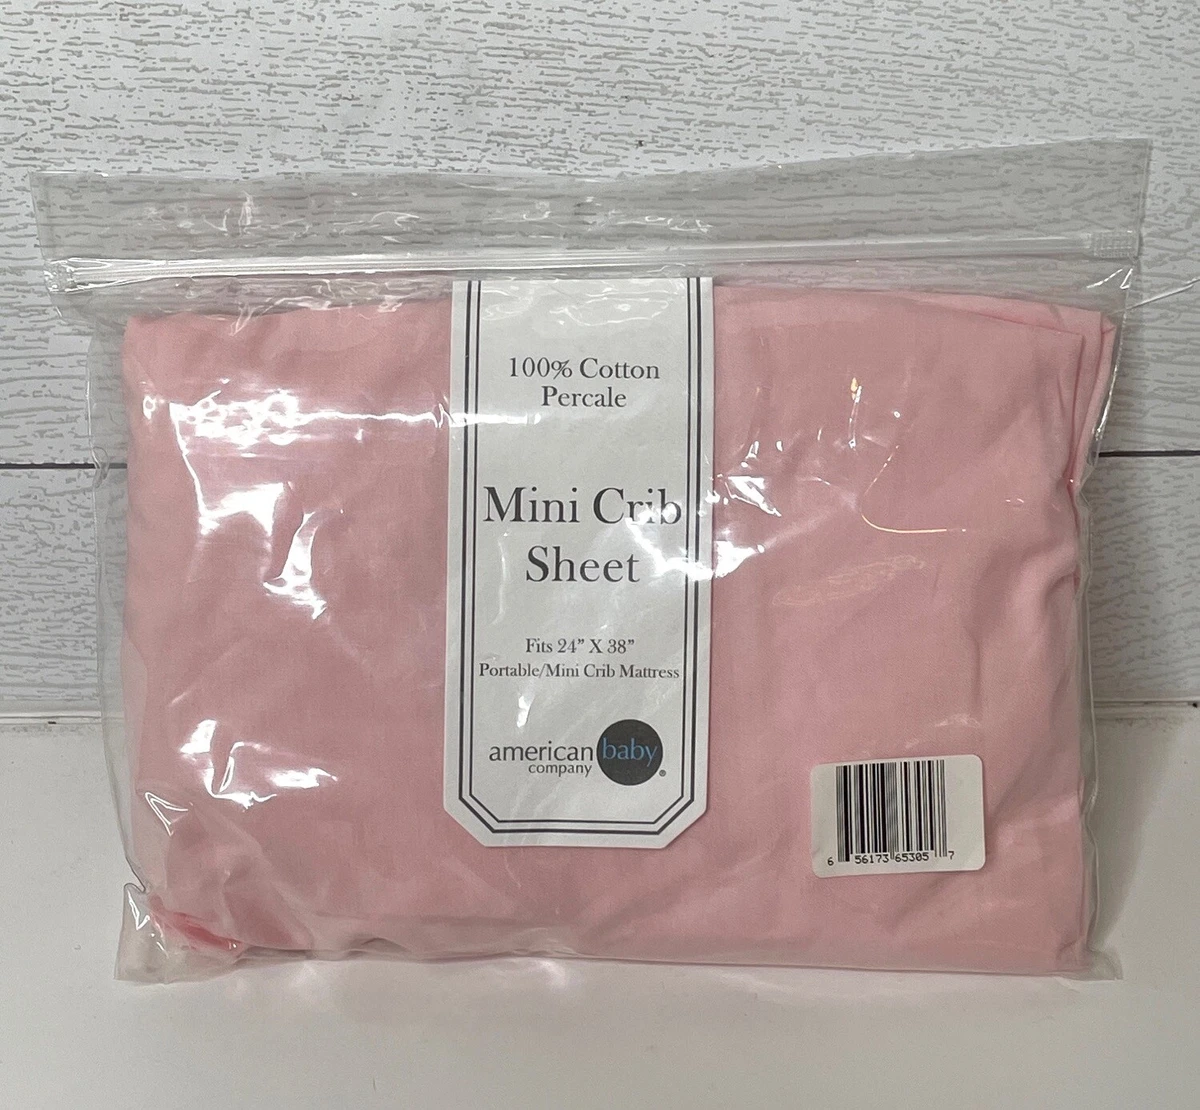 100% Cotton
Percale
Mini Crib
Sheet
Fits 24” X 38”
Portable/Mini Crib Mattress
american baby
company ®
6 56173 65305 7